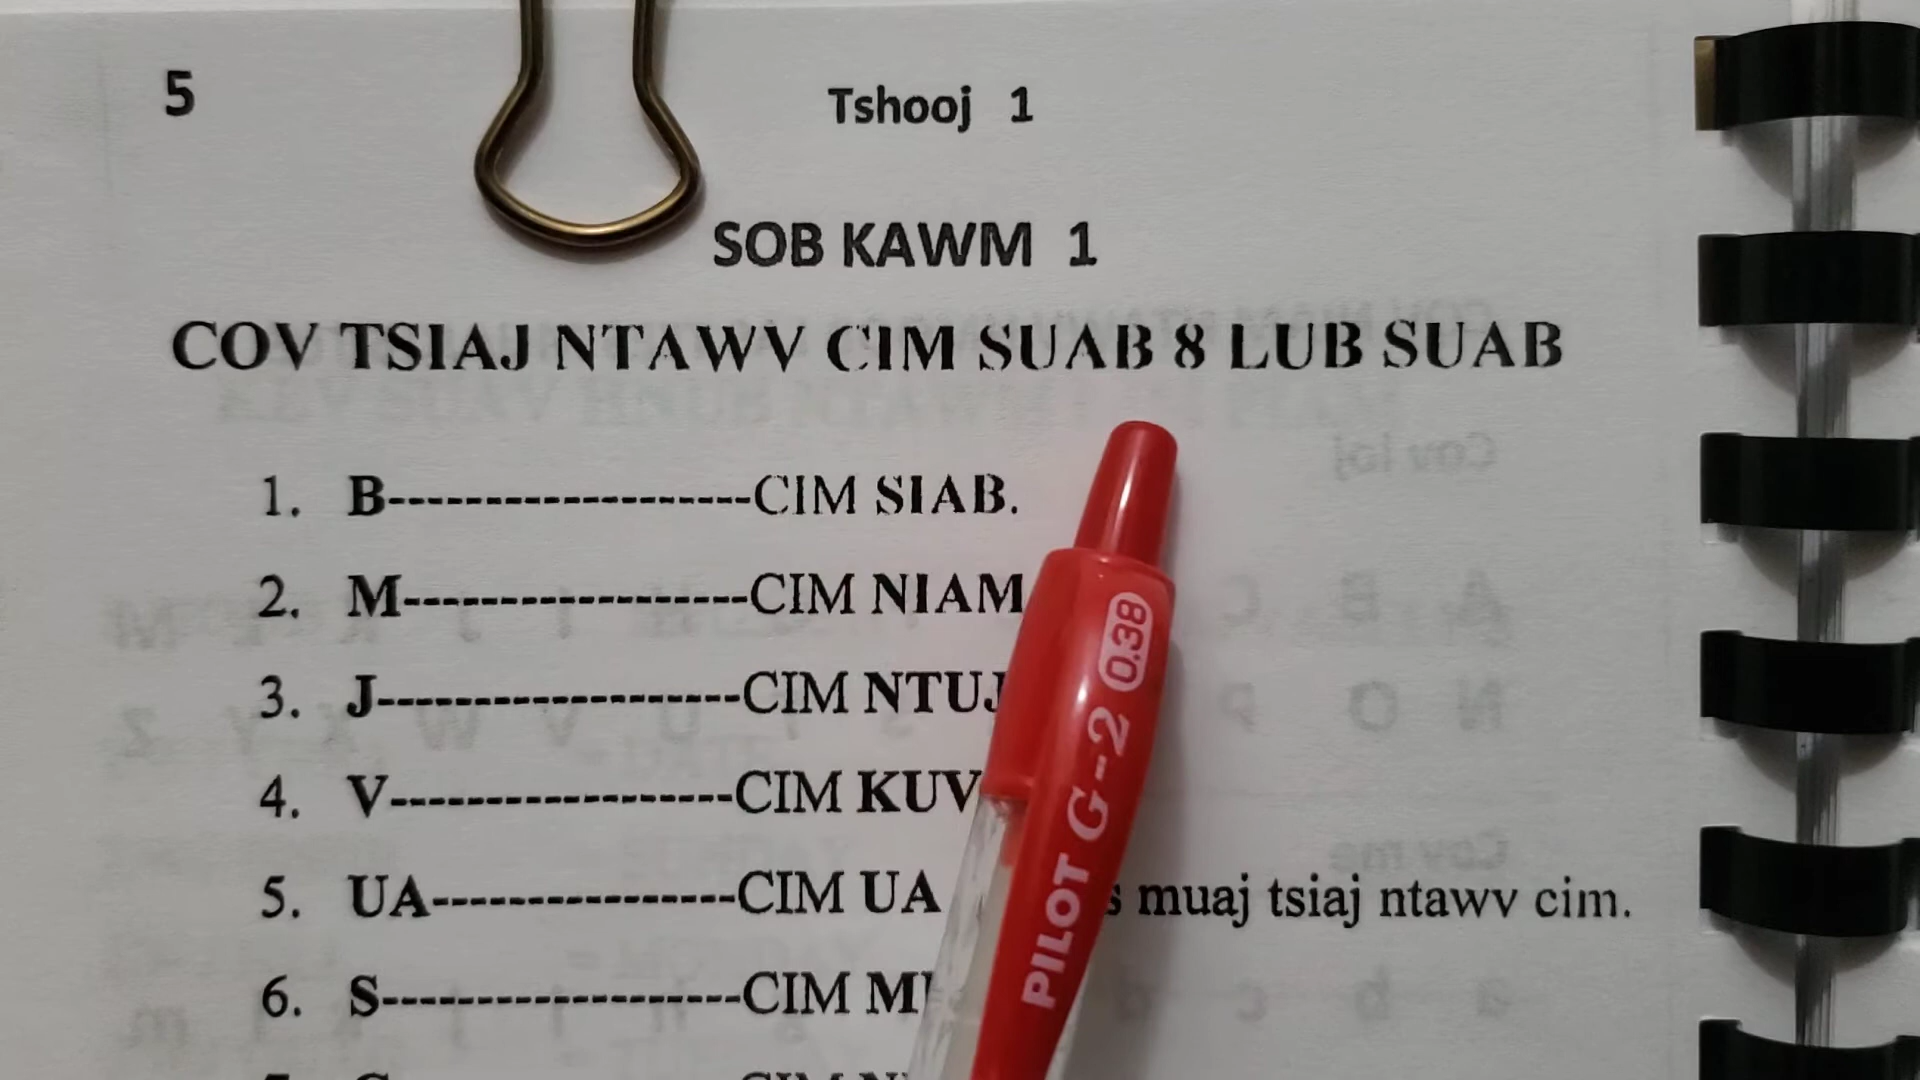 5
Tshooj 1
SOB KAWM 1
COV TSIAJ NTAWV CIM SUAB 8 LUB SUAB
1. B-------------------CIM SIAB.
2. M------------------CIM NIAM
3. J-------------------CIM NTUJ
4. V------------------CIM KUV
5. UA----------------CIM UA muaj tsiaj ntawv cim.
6. S-------------------CIM
PILOT G-2 0.38